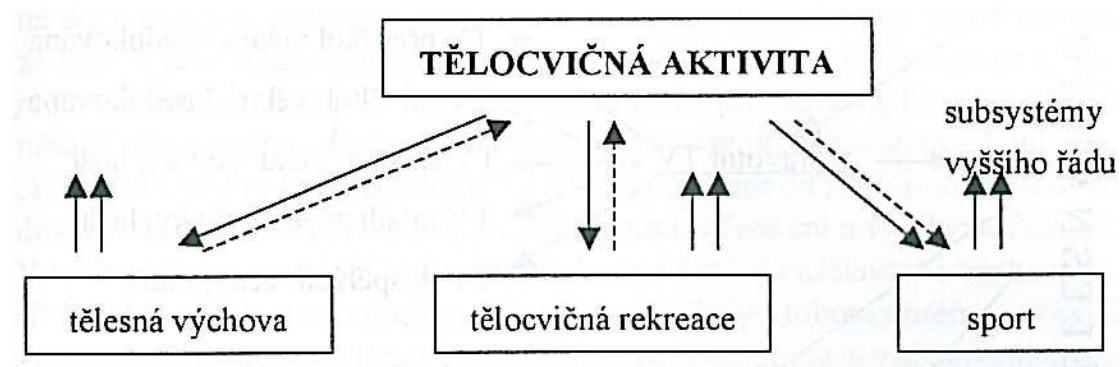 TĚLOCVIČNÁ AKTIVITA
subsystémy
vyššího řádu
tělesná výchova
tělocvičná rekreace
sport